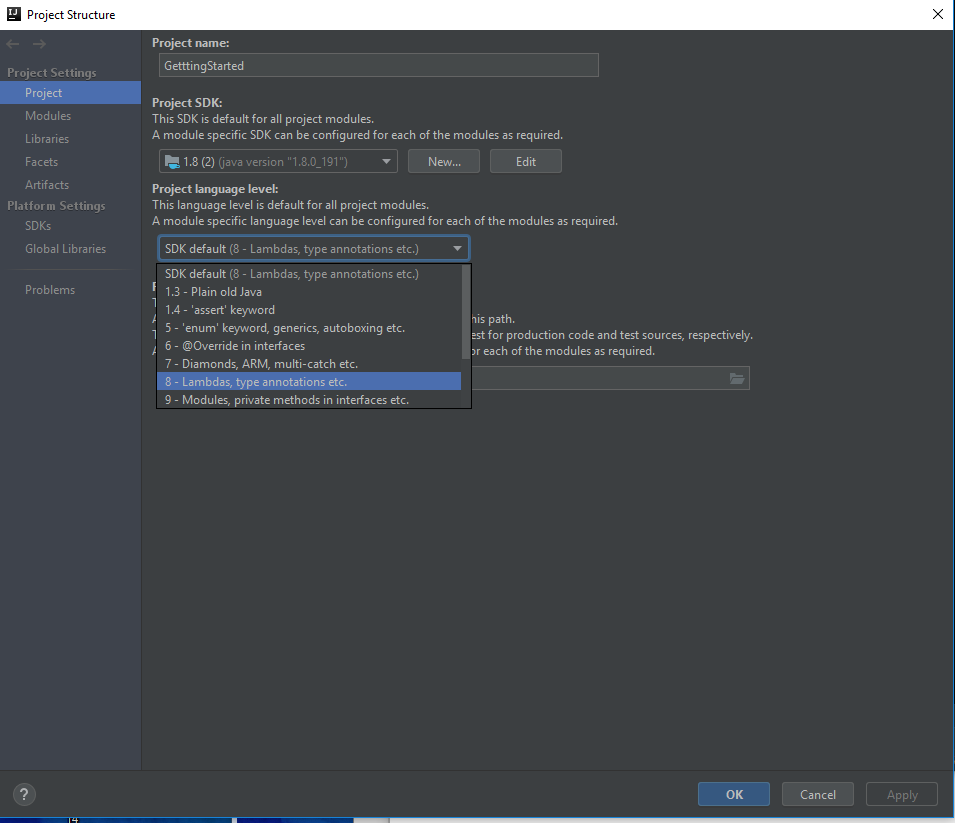 IJ Project Structure
Project Settings
Project
Modules
Libraries
Facets
Artifacts
Platform Settings
SDKs
Global Libraries
Problems
Project name:
GetttingStarted
Project SDK:
This SDK is default for all project modules.
A module specific SDK can be configured for each of the modules as required.
1.8 (2) (java version "1.8.0_191")
New...
Edit
Project language level:
This language level is default for all project modules.
A module specific language level can be configured for each of the modules as required.
SDK default (8 - Lambdas, type annotations etc.)
SDK default (8 - Lambdas, type annotations etc.)
1.3 - Plain old Java
1.4 - 'assert' keyword
5 - 'enum' keyword, generics, autoboxing etc.
his path.
6 - @Override in interfaces
est for production code and test sources, respectively.
7 - Diamonds, ARM, multi-catch etc.
or each of the modules as required.
8 - Lambdas, type annotations etc.
9 - Modules, private methods in interfaces etc.
?
OK
Cancel
Apply